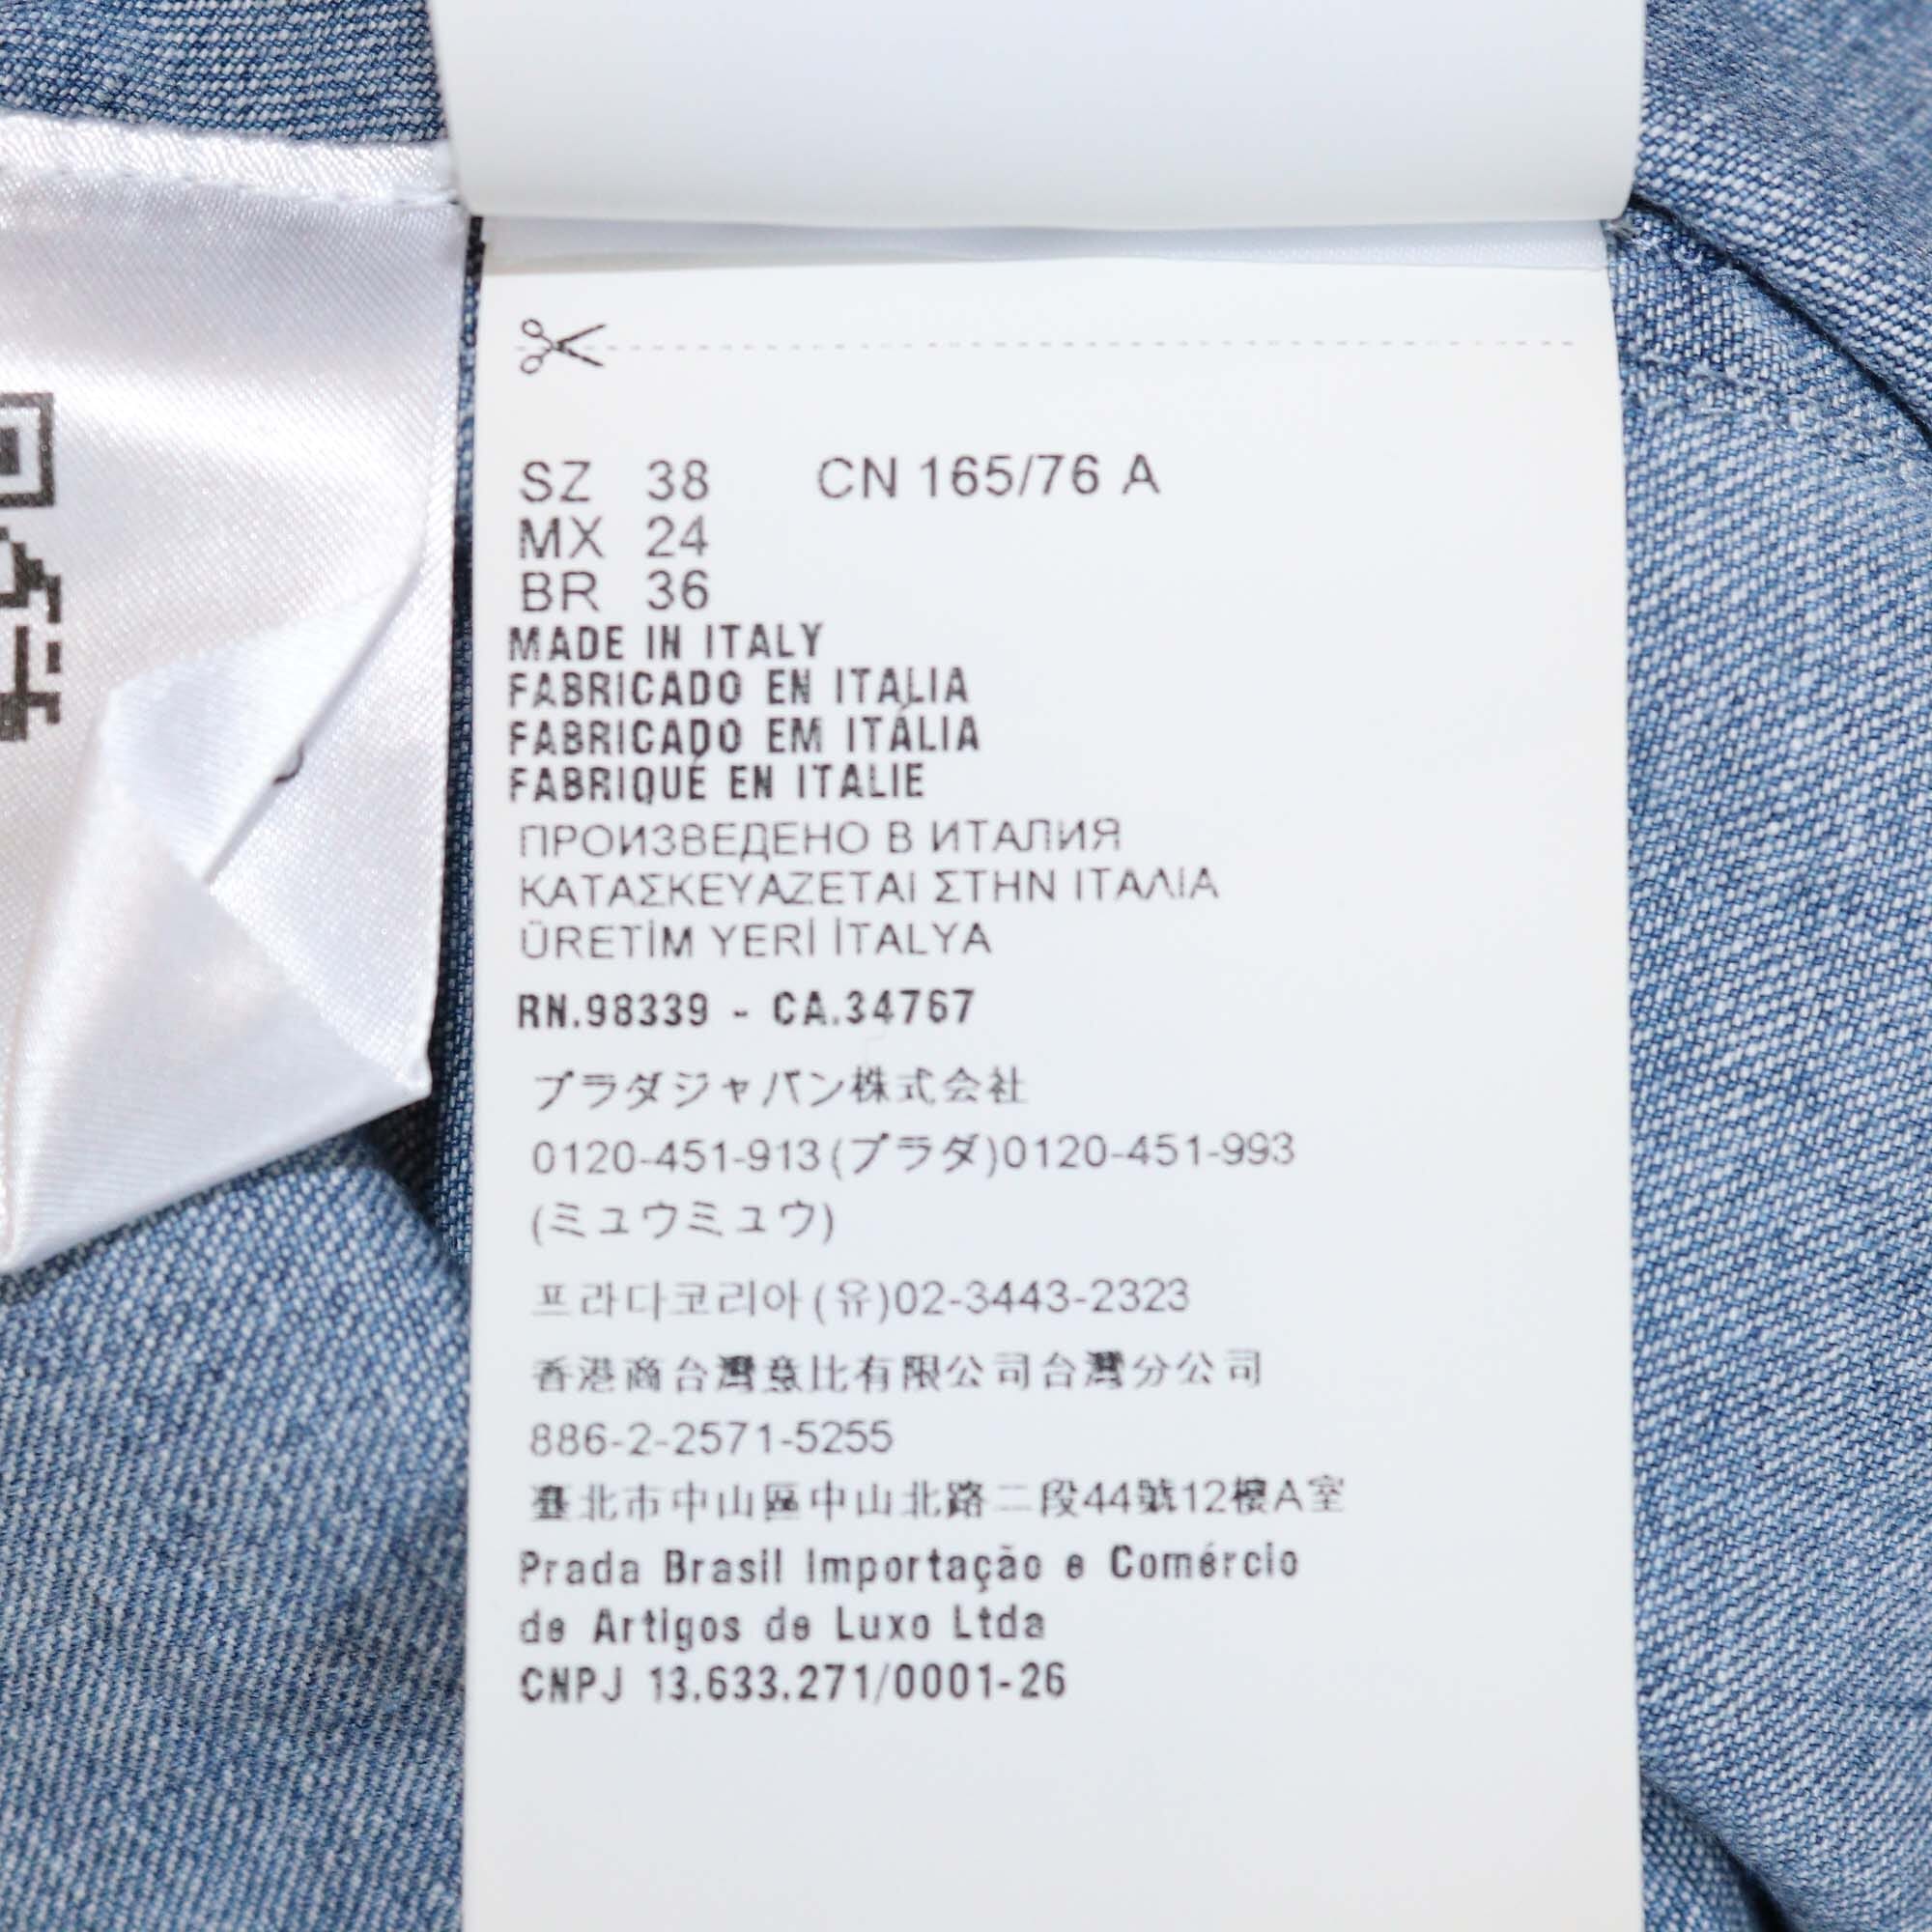 SZ 38 CN 165/76 A
MX 24
BR 36
MADE IN ITALY
FABRICADO EN ITALIA
FABRICADO EM ITÁLIA
FABRIQUÉ EN ITALIE
ПРОИЗВЕДЕНО В ИТАЛИЯ
ΚΑΤΑΣΚΕΥΑΖΕΤΑΙ ΣΤΗΝ ΙΤΑΛΙΑ
ÜRETİM YERİ İTALYA
RN.98339 - CA.34767
プラダジャパン株式会社
0120-451-913(プラダ)0120-451-993
(ミュウミュウ)
프라다코리아(유)02-3443-2323
香港商台灣意比有限公司台灣分公司
886-2-2571-5255
臺北市中山區中山北路二段44號12樓A室
Prada Brasil Importação e Comércio
de Artigos de Luxo Ltda
CNPJ 13.633.271/0001-26